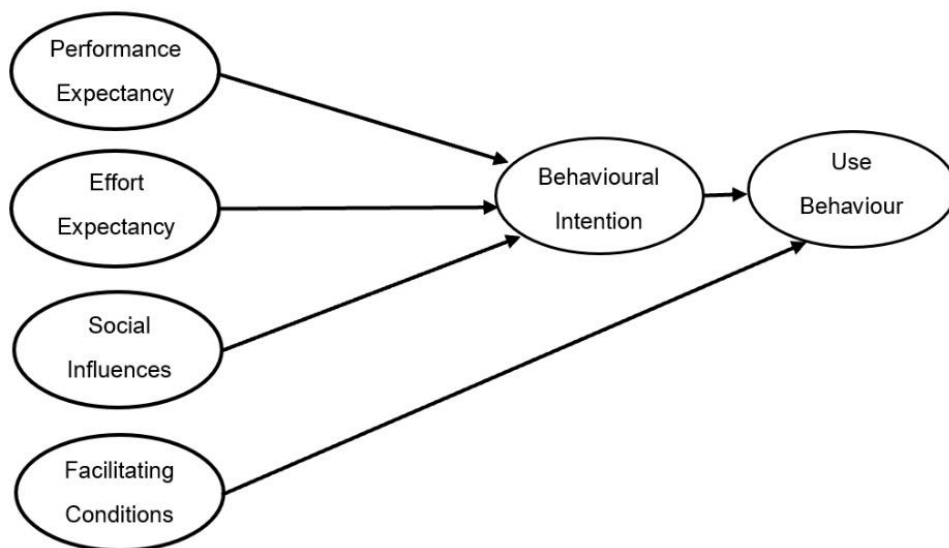 Performance
Expectancy
Effort
Expectancy
Social
Influences
Facilitating
Conditions
Behavioural
Intention
Use
Behaviour